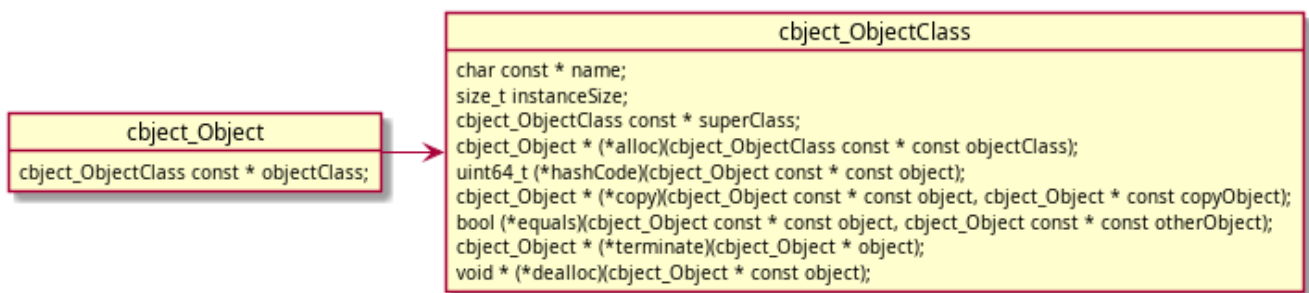 cbject_Object
cbject_ObjectClass const * objectClass;
cbject_ObjectClass
char const * name;
size_t instanceSize;
cbject_ObjectClass const * superClass;
cbject_Object * (*alloc)(cbject_ObjectClass const * const objectClass);
uint64_t (*hashCode)(cbject_Object const * const object);
cbject_Object * (*copy)(cbject_Object const * const object, cbject_Object * const copyObject);
bool (*equals)(cbject_Object const * const object, cbject_Object const * const otherObject);
cbject_Object * (*terminate)(cbject_Object * object);
void * (*dealloc)(cbject_Object * const object);